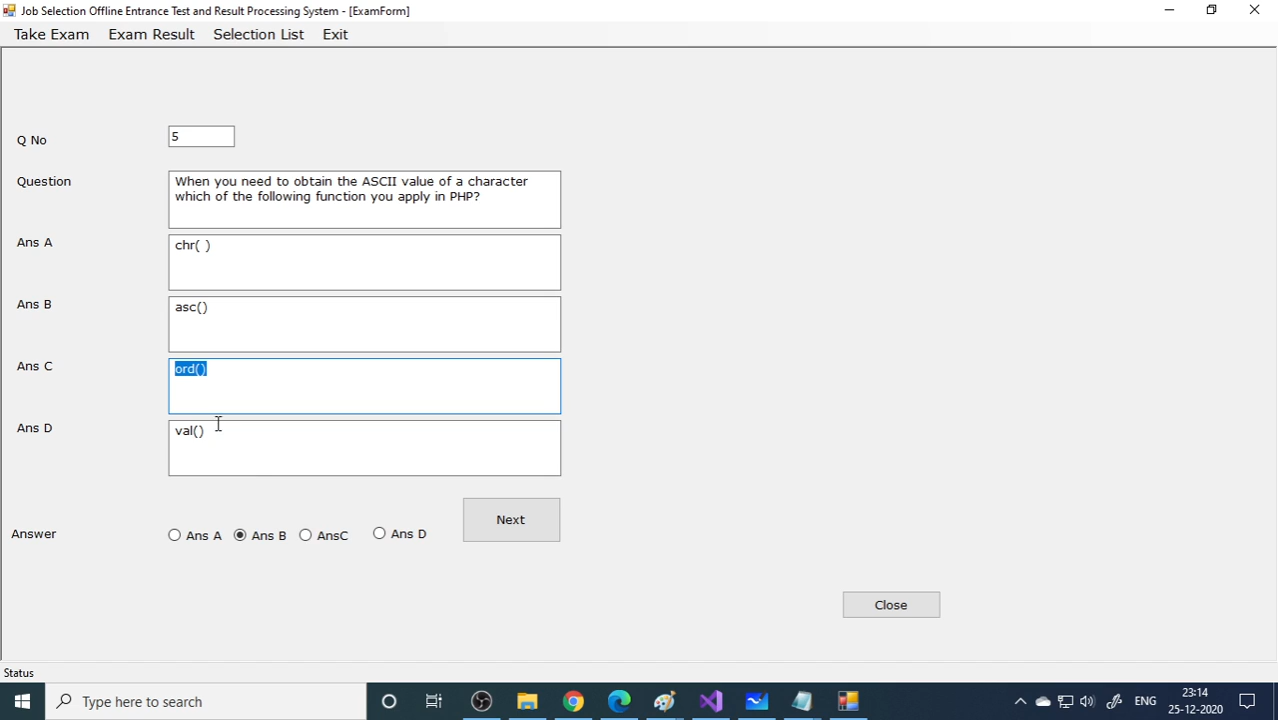 Job Selection Offline Entrance Test and Result Processing System - [ExamForm]
Take Exam Exam Result Selection List Exit
Q No 5
Question When you need to obtain the ASCII value of a character
which of the following function you apply in PHP?
Ans A chr( )
Ans B asc()
Ans C ord()
Ans D val()
Next
Answer Ans A Ans B AnsC Ans D
Close
Status
Type here to search
ENG 23:14
25-12-2020